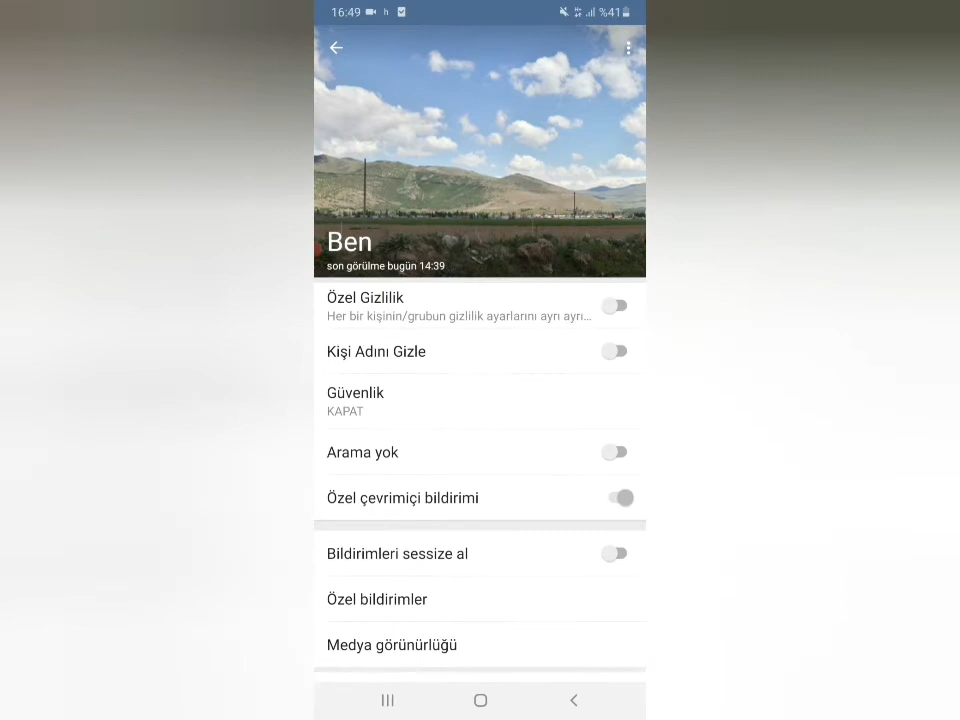 16:49 h %41
Ben
son görülme bugün 14:39
Özel Gizlilik
Her bir kişinin/grubun gizlilik ayarlarını ayrı ayrı...
Kişi Adını Gizle
Güvenlik
KAPAT
Arama yok
Özel çevrimiçi bildirimi
Bildirimleri sessize al
Özel bildirimler
Medya görünürlüğü